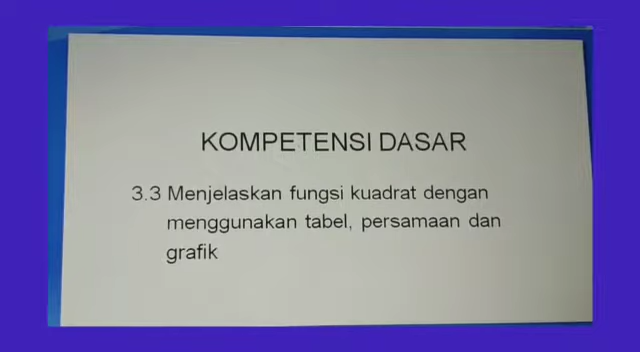 KOMPETENSI DASAR
3.3 Menjelaskan fungsi kuadrat dengan
menggunakan tabel, persamaan dan
grafik